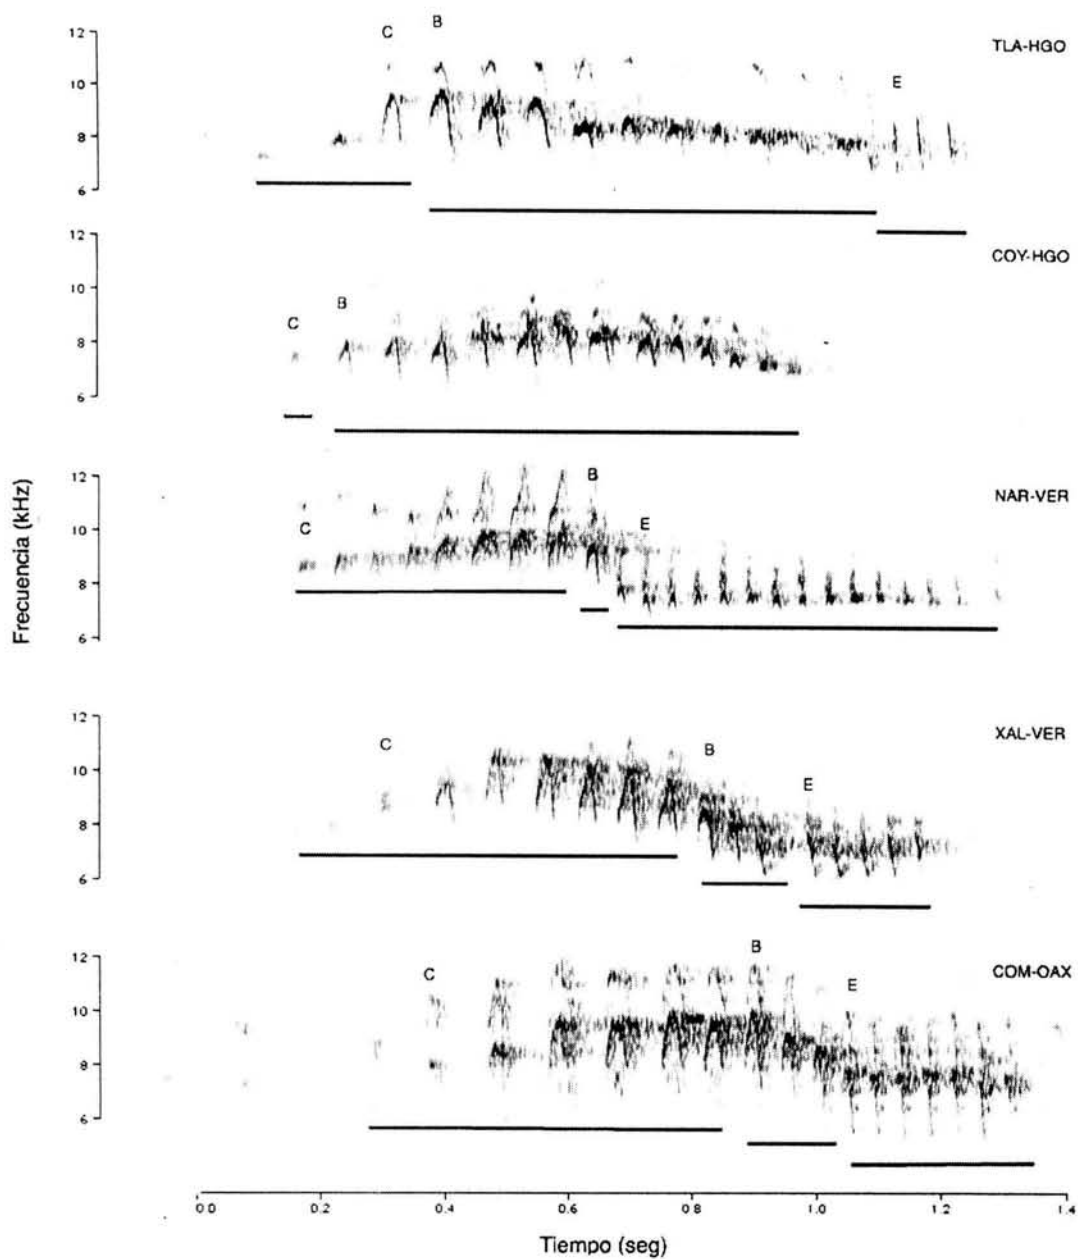 12
10
8
6
C
B
E
TLA-HGO
12
10
8
6
C
B
COY-HGO
12
10
8
6
C
B
E
NAR-VER
12
10
8
6
C
B
E
XAL-VER
12
10
8
6
C
B
E
COM-OAX
Frecuencia (kHz)
0.0 0.2 0.4 0.6 0.8 1.0 1.2 1.4
Tiempo (seg)